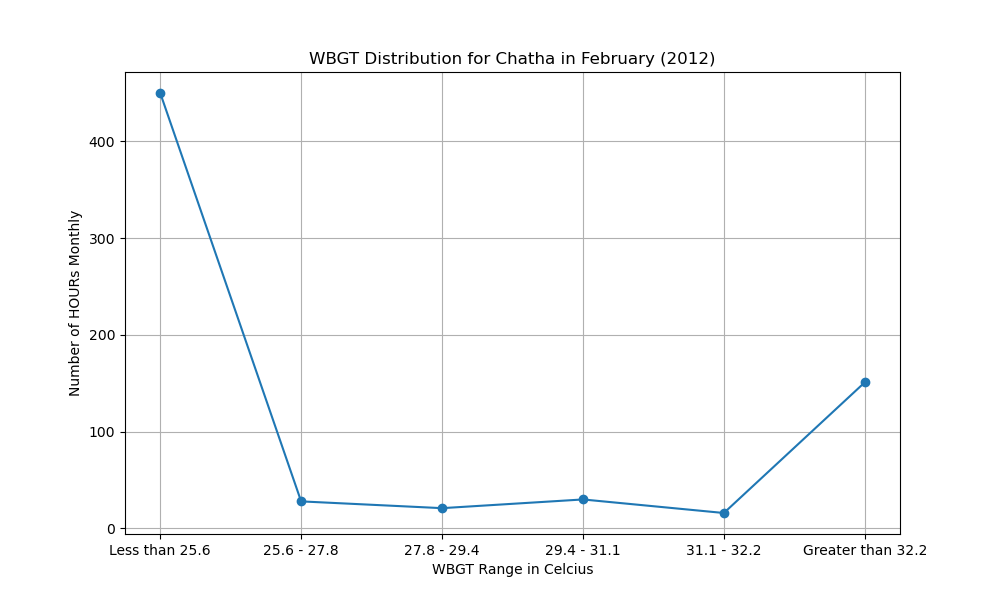 WBGT Distribution for Chatha in February (2012)
Number of HOURs Monthly
400
300
200
100
0
Less than 25.6 25.6 - 27.8 27.8 - 29.4 29.4 - 31.1 31.1 - 32.2 Greater than 32.2
WBGT Range in Celcius